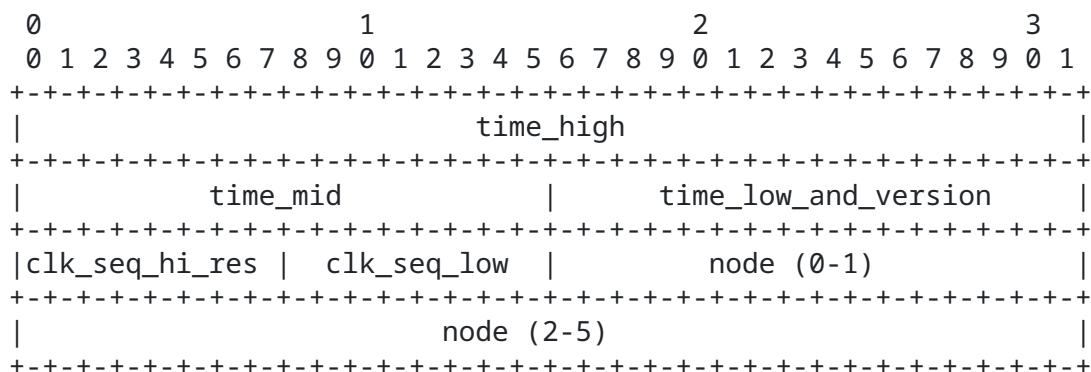 0                   1                   2                   3
 0 1 2 3 4 5 6 7 8 9 0 1 2 3 4 5 6 7 8 9 0 1 2 3 4 5 6 7 8 9 0 1
+-+-+-+-+-+-+-+-+-+-+-+-+-+-+-+-+-+-+-+-+-+-+-+-+-+-+-+-+-+-+-+-+
|                           time_high                           |
+-+-+-+-+-+-+-+-+-+-+-+-+-+-+-+-+-+-+-+-+-+-+-+-+-+-+-+-+-+-+-+-+
|           time_mid            |      time_low_and_version     |
+-+-+-+-+-+-+-+-+-+-+-+-+-+-+-+-+-+-+-+-+-+-+-+-+-+-+-+-+-+-+-+-+
|clk_seq_hi_res |  clk_seq_low  |         node (0-1)            |
+-+-+-+-+-+-+-+-+-+-+-+-+-+-+-+-+-+-+-+-+-+-+-+-+-+-+-+-+-+-+-+-+
|                         node (2-5)                            |
+-+-+-+-+-+-+-+-+-+-+-+-+-+-+-+-+-+-+-+-+-+-+-+-+-+-+-+-+-+-+-+-+